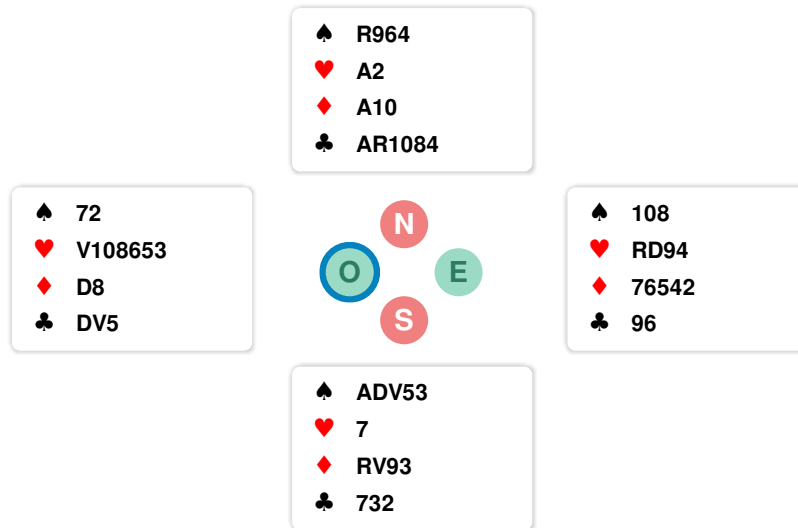 ♠ R964
♥ A2
♦ A10
♣ AR1084
♠ 72
♥ V108653
♦ D8
♣ DV5
N
O E
S
♠ 108
♥ RD94
♦ 76542
♣ 96
♠ ADV53
♥ 7
♦ RV93
♣ 732